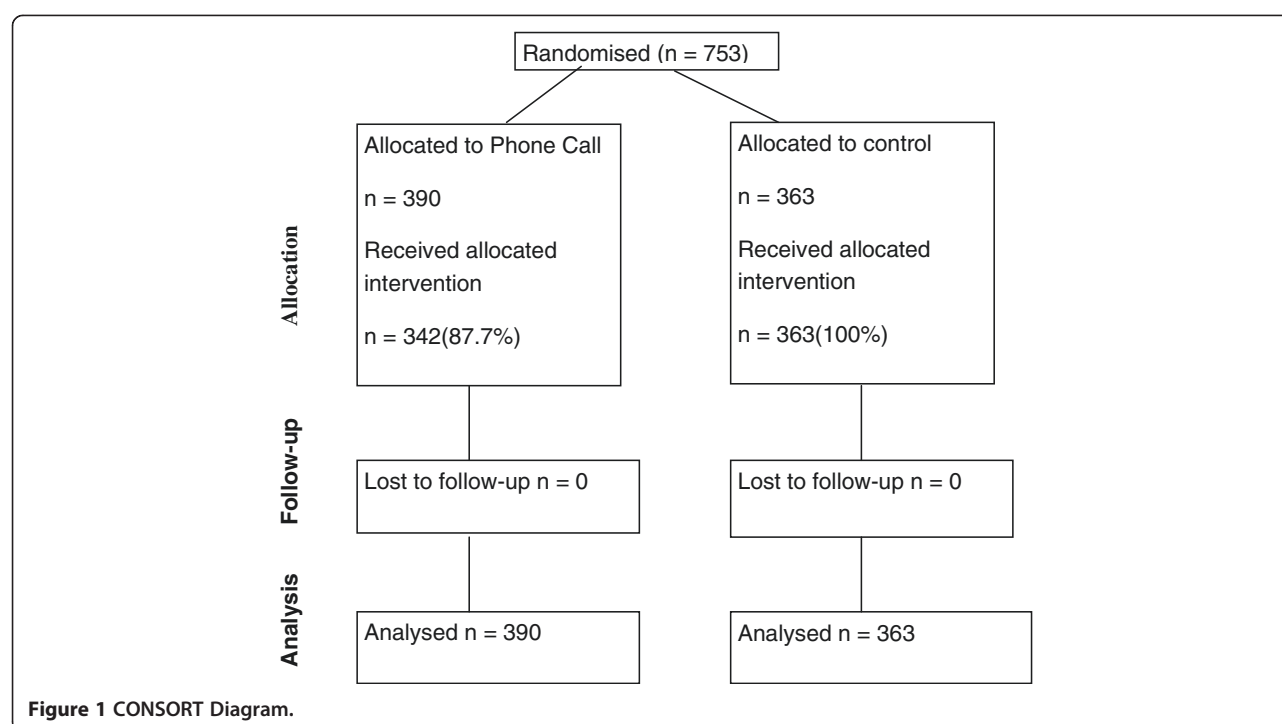 Randomised (n = 753)
Allocation
Allocated to Phone Call
n = 390
Received allocated
intervention
n = 342(87.7%)
Allocated to control
n = 363
Received allocated
intervention
n = 363(100%)
Follow-up
Lost to follow-up n = 0
Lost to follow-up n = 0
Analysis
Analysed n = 390
Analysed n = 363
Figure 1 CONSORT Diagram.